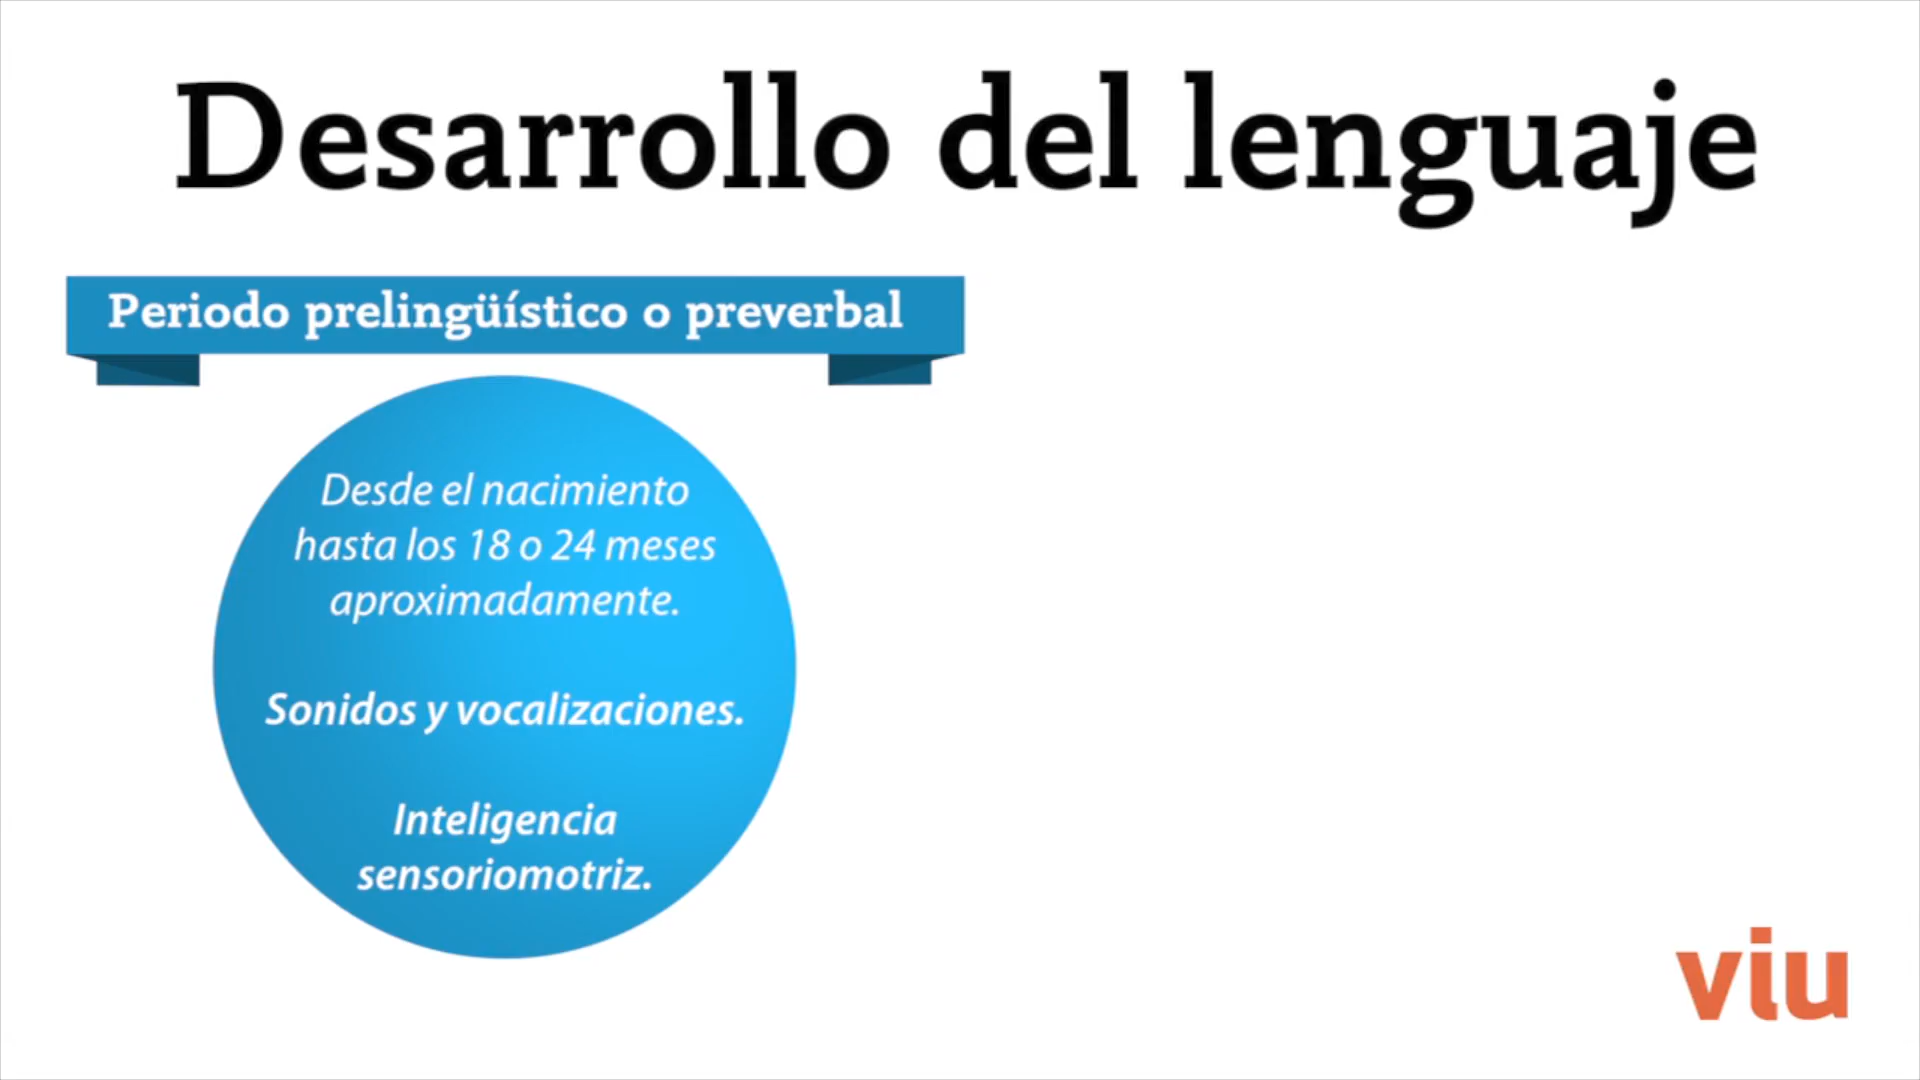 Desarrollo del lenguaje
Periodo prelingüístico o preverbal
Desde el nacimiento
hasta los 18 o 24 meses
aproximadamente.
Sonidos y vocalizaciones.
Inteligencia
sensoriomotriz.
viu